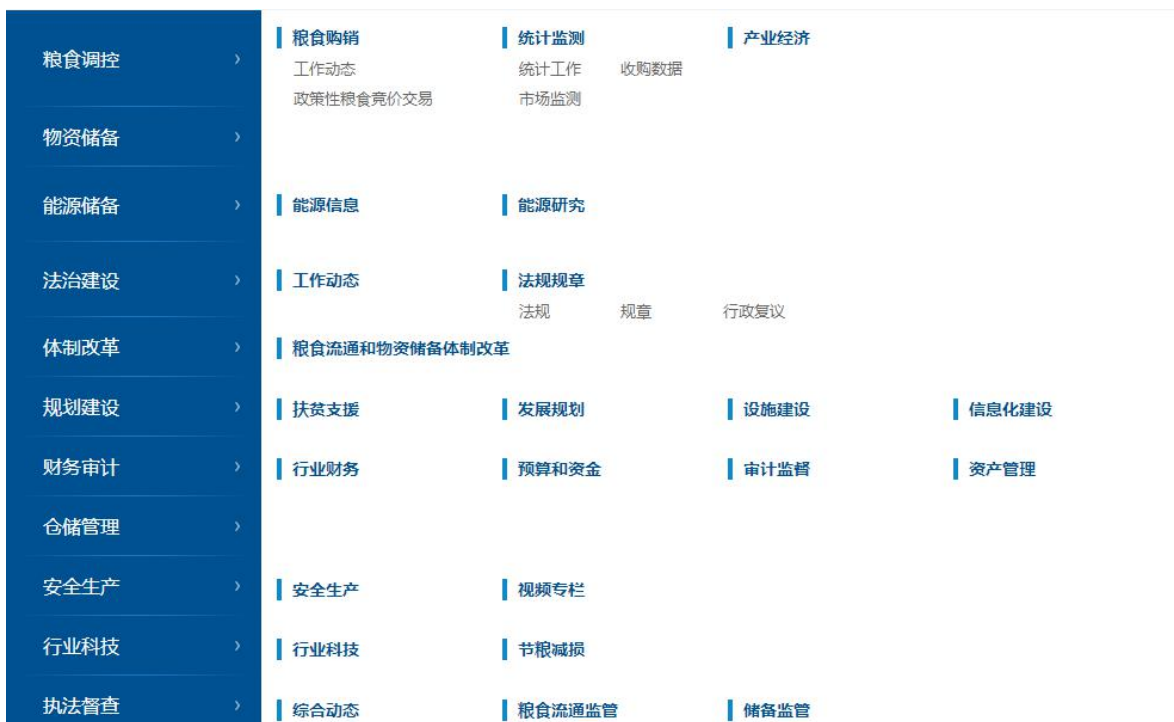 粮食调控 粮食购销 统计监测 产业经济
工作动态 统计工作 收购数据
政策性粮食竞价交易 市场监测
物资储备
能源储备 能源信息 能源研究
法治建设 工作动态 法规规章
法规 规章 行政复议
体制改革 粮食流通和物资储备体制改革
规划建设 扶贫支援 发展规划 设施建设 信息化建设
财务审计 行业财务 预算和资金 审计监督 资产管理
仓储管理
安全生产 安全生产 视频专栏
行业科技 行业科技 节粮减损
执法督查 综合动态 粮食流通监管 储备监管